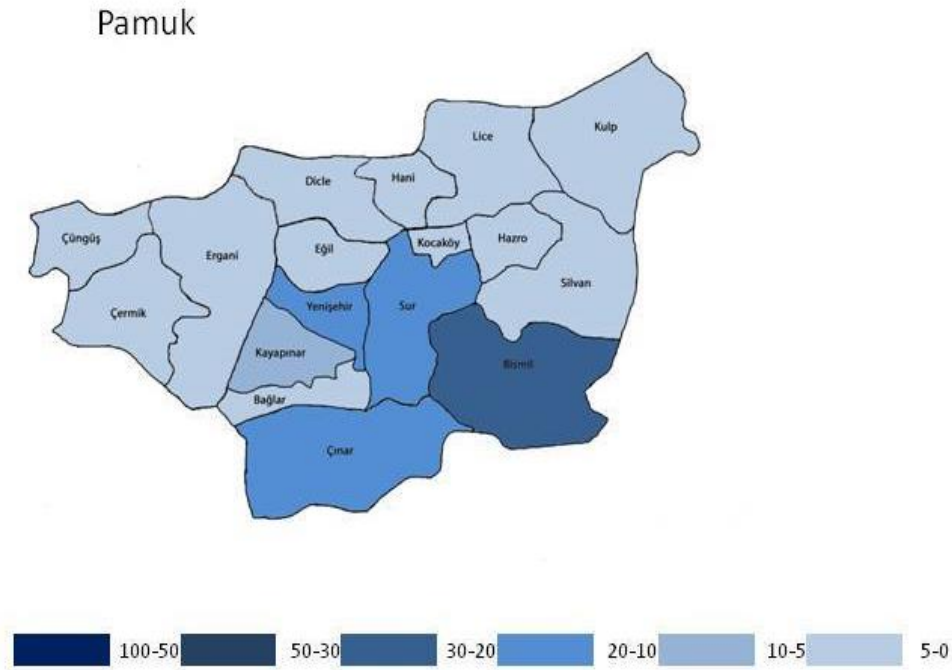 Pamuk
Kulp
Lice
Hani
Dicle
Çüngüş
Ergani
Eğil
Kocaköy
Hazro
Silvan
Çermik
Yenişehir
Sur
Kayapınar
Bismil
Bağlar
Çınar
100-50 50-30 30-20 20-10 10-5 5-0